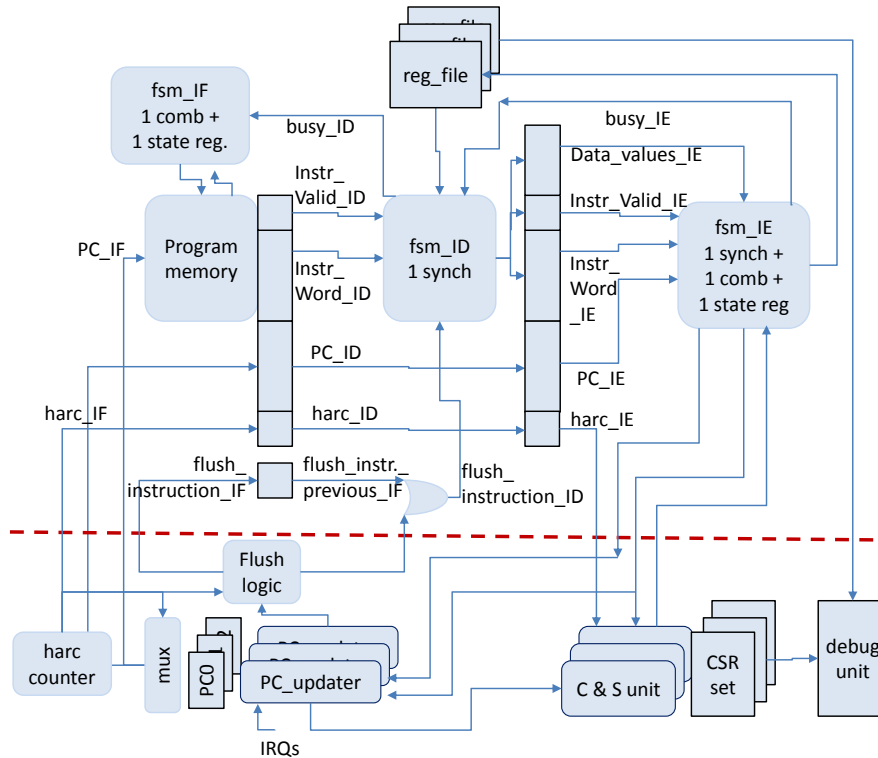 reg_file
fsm_IF
1 comb +
1 state reg.
busy_ID
busy_IE
Data_values_IE
Instr_
Valid_ID
Instr_Valid_IE
PC_IF
Program
memory
fsm_ID
1 synch
fsm_IE
1 synch +
1 comb +
1 state reg
Instr_
Word_ID
Instr_
Word
_IE
PC_ID
PC_IE
harc_IF
harc_ID
harc_IE
flush_
instruction_IF
flush_instr._
previous_IF
flush_
instruction_ID
Flush
logic
harc
counter
mux
PC0
PC_updater
C & S unit
CSR
set
debug
unit
IRQs